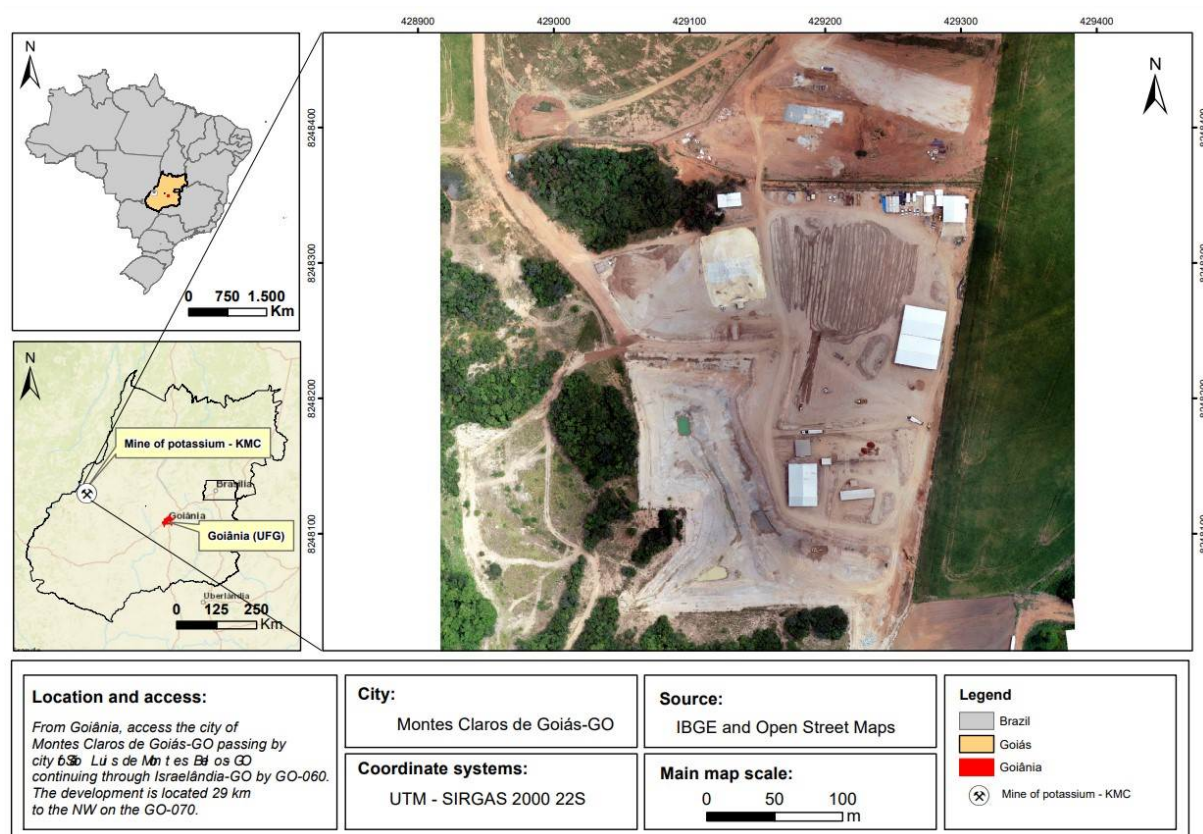 428900 429000 429100 429200 429300 429400
N
0 750 1.500
Km
N
Mine of potassium - KMC
Brasília
Goiânia
Goiânia (UFG)
Uberlândia
0 125 250
Km
N
8248400
8248300
8248200
8248100
8248400
8248300
8248200
8248100
Location and access:
From Goiânia, access the city of
Montes Claros de Goiás-GO passing by
city
continuing through Israelândia-GO by GO-060.
The development is located 29 km
to the NW on the GO-070.
City:
Montes Claros de Goiás-GO
Coordinate systems:
UTM - SIRGAS 2000 22S
Source:
IBGE and Open Street Maps
Main map scale:
0 50 100
m
Legend
Brazil
Goiás
Goiânia
Mine of potassium - KMC